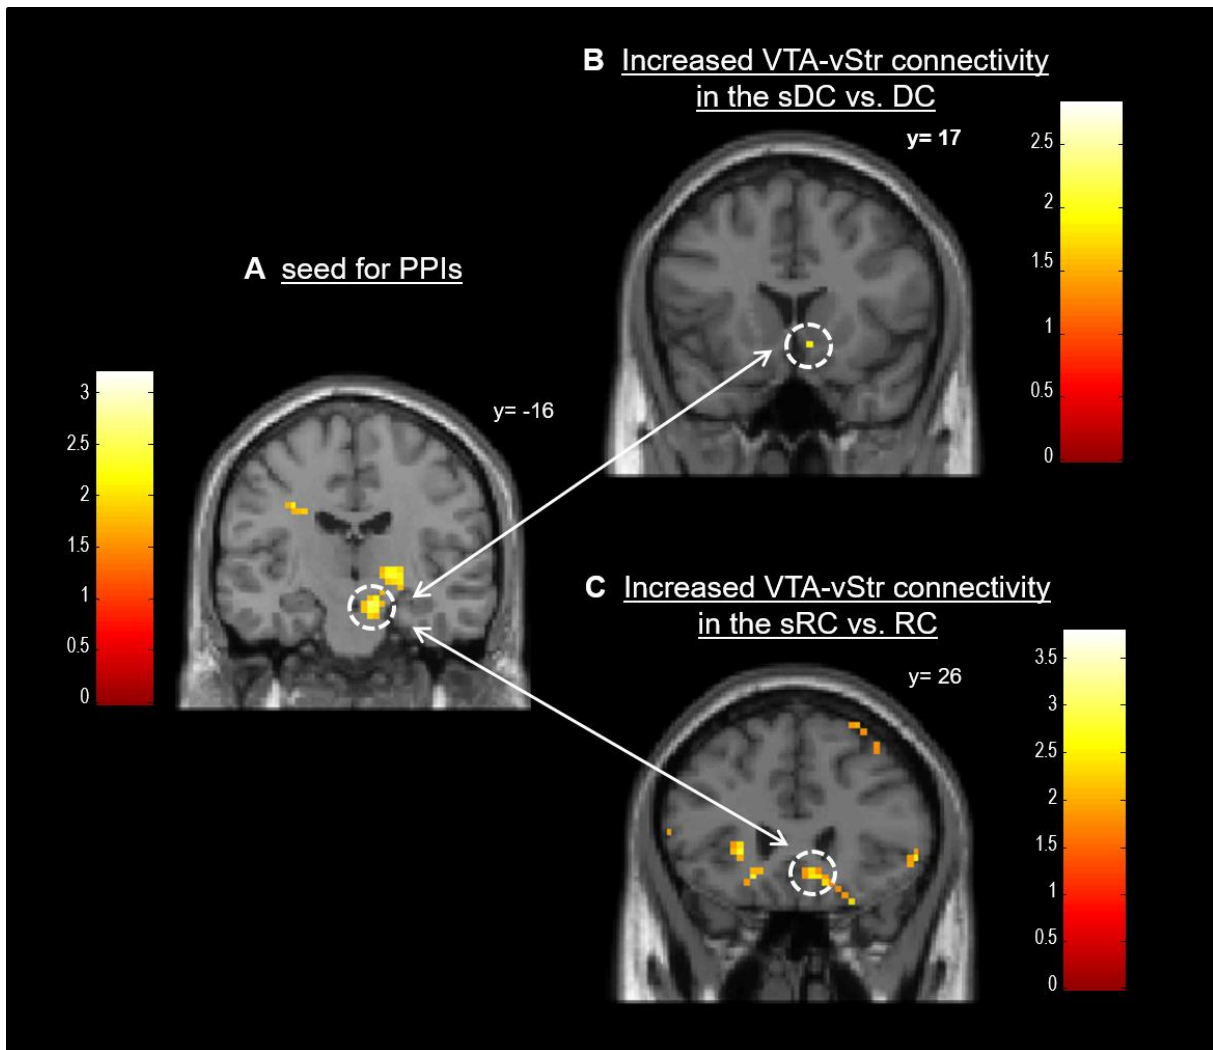 B Increased VTA-vStr connectivity
in the sDC vs. DC
y= 17
2.5
2
1.5
1
0.5
0
A seed for PPIs
y= -16
3
2.5
2
1.5
1
0.5
0
C Increased VTA-vStr connectivity
in the sRC vs. RC
y= 26
3.5
3
2.5
2
1.5
1
0.5
0